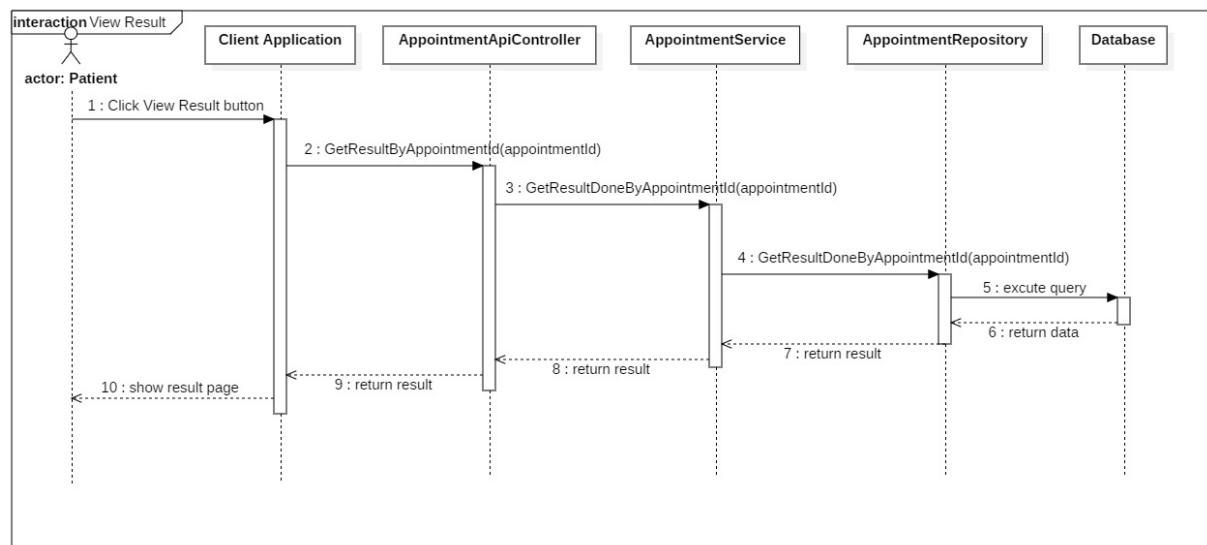 interaction View Result
Client Application
AppointmentApiController
AppointmentService
AppointmentRepository
Database
actor: Patient
1 : Click View Result button
2 : GetResultByAppointmentId(appointmentId)
3 : GetResultDoneByAppointmentId(appointmentId)
4 : GetResultDoneByAppointmentId(appointmentId)
5 : excute query
6 : return data
7 : return result
8 : return result
9 : return result
10 : show result page